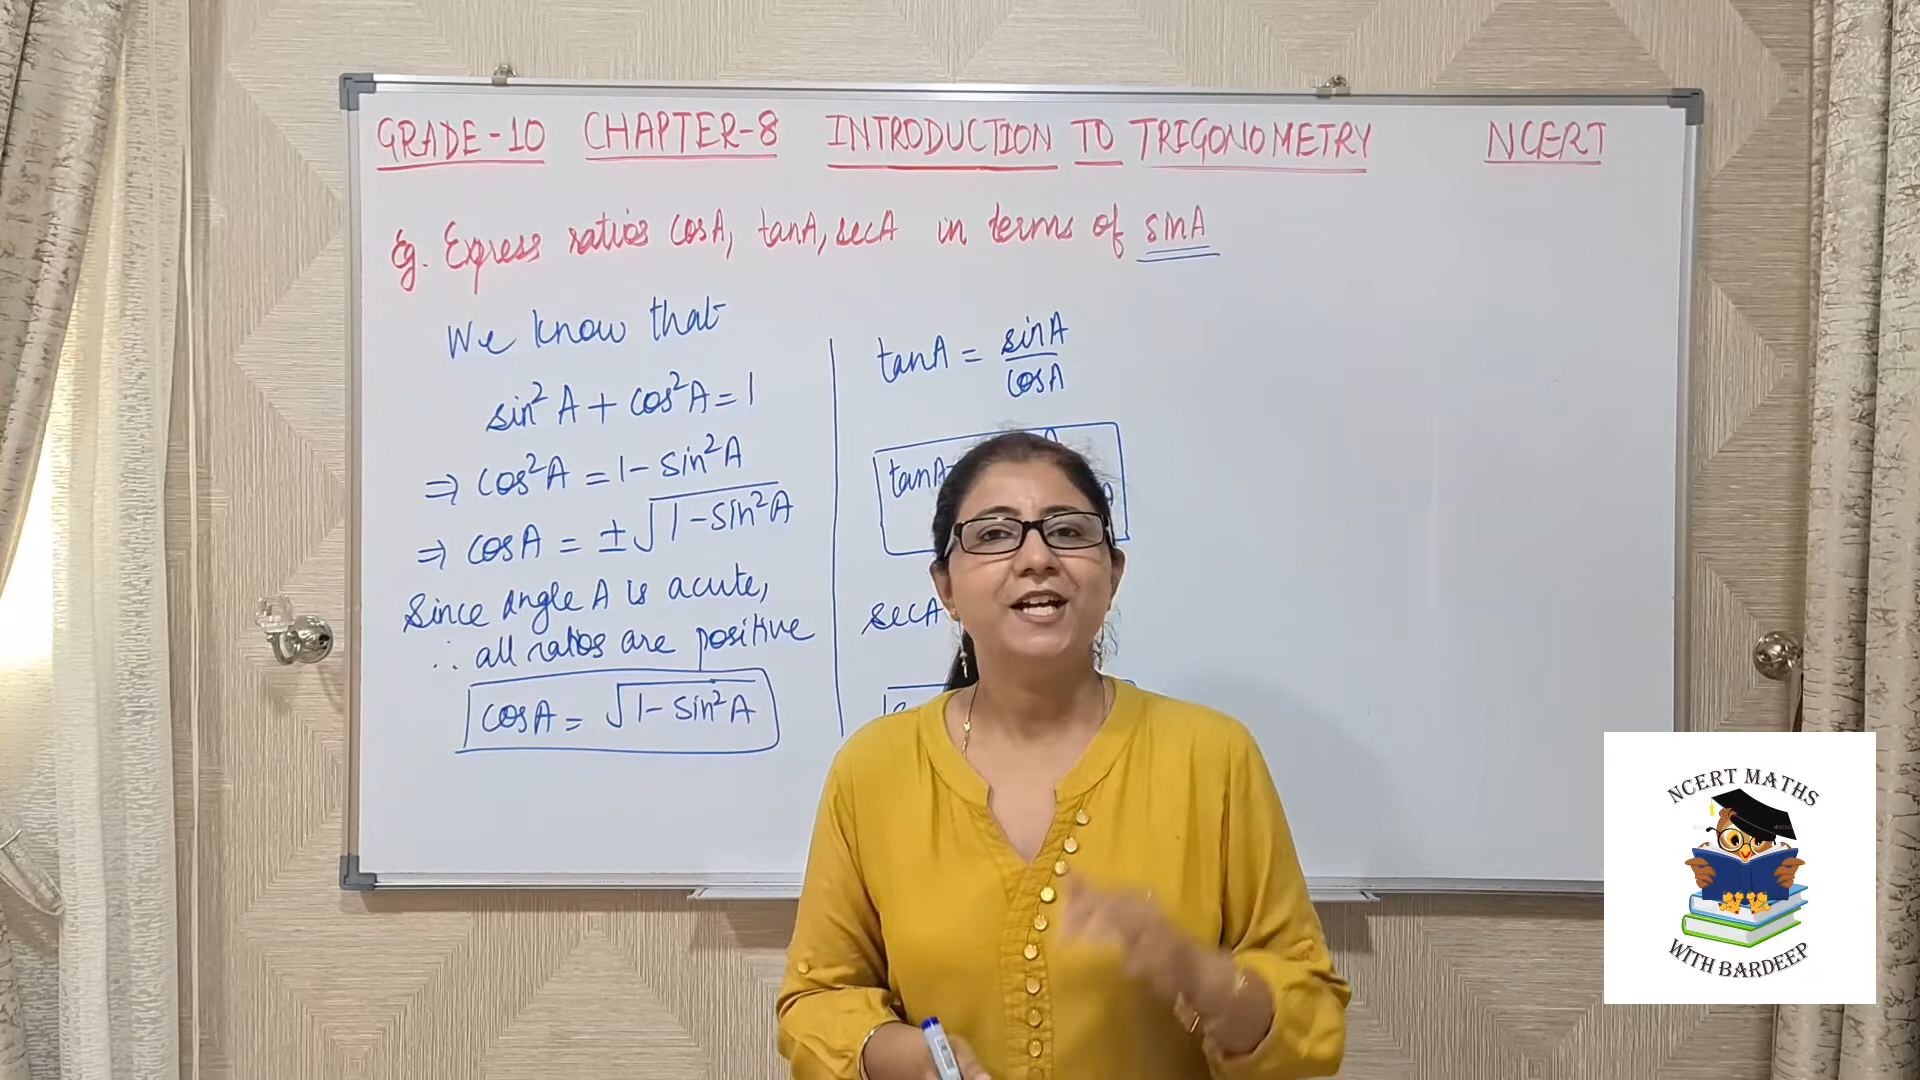 GRADE-10 CHAPTER-8 INTRODUCTION TO TRIGONOMETRY NCERT
Eg. Express ratios cosA, tanA, secA in terms of sinA
We know that
sin²A + cos²A = 1
⇒ cos²A = 1 - sin²A
⇒ cosA = ±√1-sin²A
Since angle A is acute,
∴ all ratios are positive
cosA = √1-sin²A
tanA = sinA/cosA
tanA
secA
NCERT MATHS
WITH BARDEEP